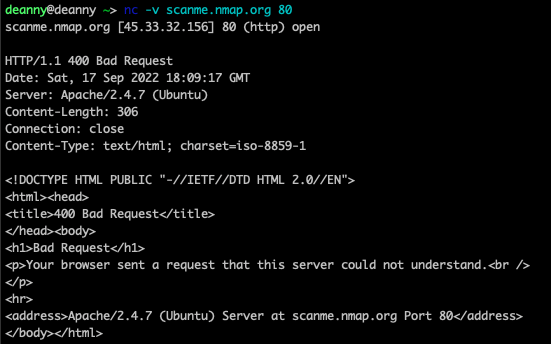 deanny@deanny ~> nc -v scanme.nmap.org 80
scanme.nmap.org [45.33.32.156] 80 (http) open

HTTP/1.1 400 Bad Request
Date: Sat, 17 Sep 2022 18:09:17 GMT
Server: Apache/2.4.7 (Ubuntu)
Content-Length: 306
Connection: close
Content-Type: text/html; charset=iso-8859-1

<!DOCTYPE HTML PUBLIC "-//IETF//DTD HTML 2.0//EN">
<html><head>
<title>400 Bad Request</title>
</head><body>
<h1>Bad Request</h1>
<p>Your browser sent a request that this server could not understand.<br />
</p>
<hr>
<address>Apache/2.4.7 (Ubuntu) Server at scanme.nmap.org Port 80</address>
</body></html>